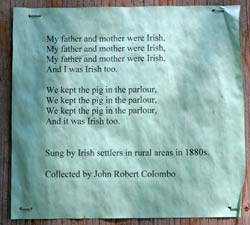 My father and mother were Irish,
My father and mother were Irish,
My father and mother were Irish,
And I was Irish too.
We kept the pig in the parlour,
We kept the pig in the parlour,
We kept the pig in the parlour,
And it was Irish too.
Sung by Irish settlers in rural areas in 1880s.
Collected by John Robert Colombo